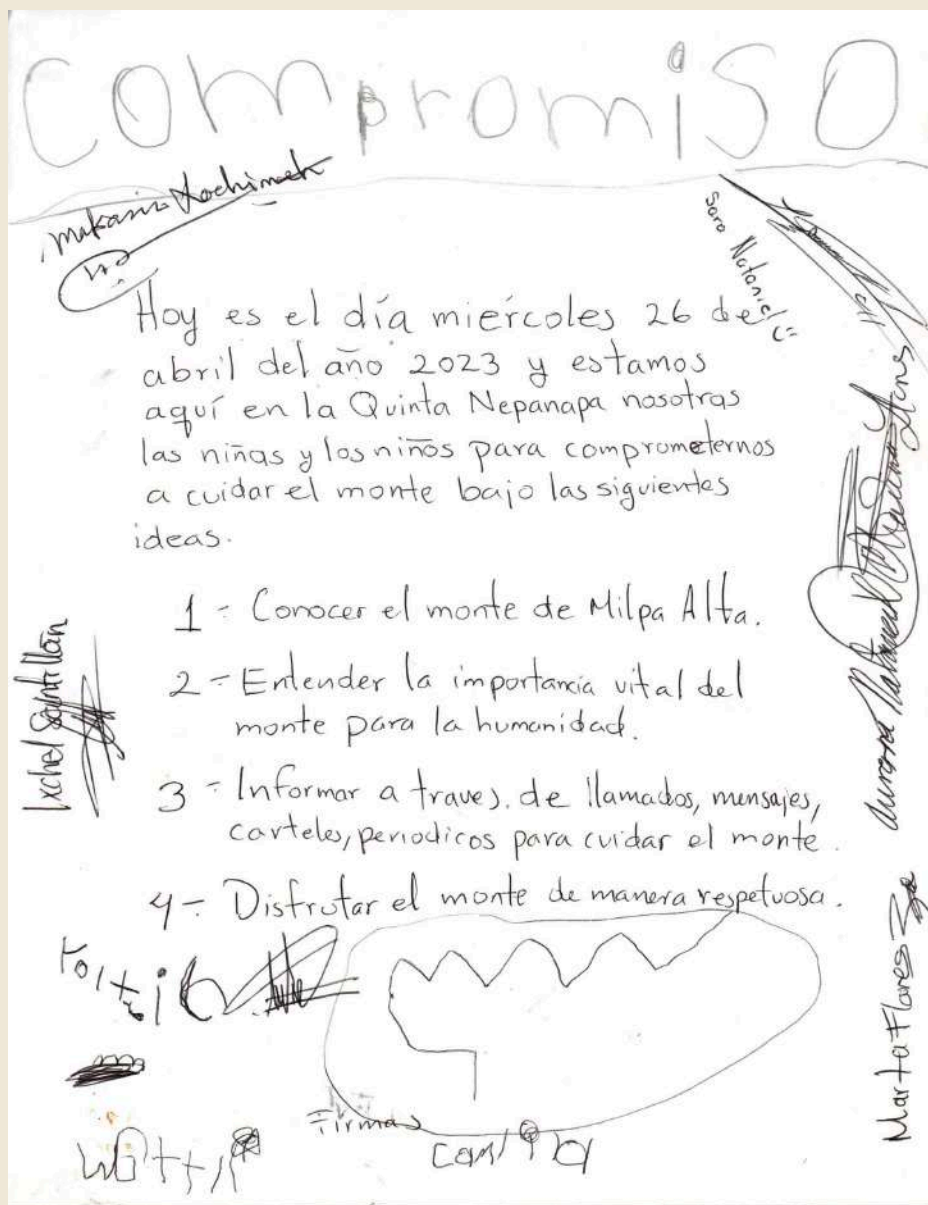 compromiso
Sara Nataniel
Hoy es el día miércoles 26 de
abril del año 2023 y estamos
aquí en la Quinta Nepanapa nosotras
las niñas y los niños para comprometernos
a cuidar el monte bajo las siguientes
ideas.
1- Conocer el monte de Milpa Alta.
2- Entender la importancia vital del
monte para la humanidad.
3- Informar a traves, de llamados, mensajes,
carteles, periodicos para cuidar el monte.
4- Disfrutar el monte de manera respetuosa.
Ixchel Santillán
Marta Flores
Firmas